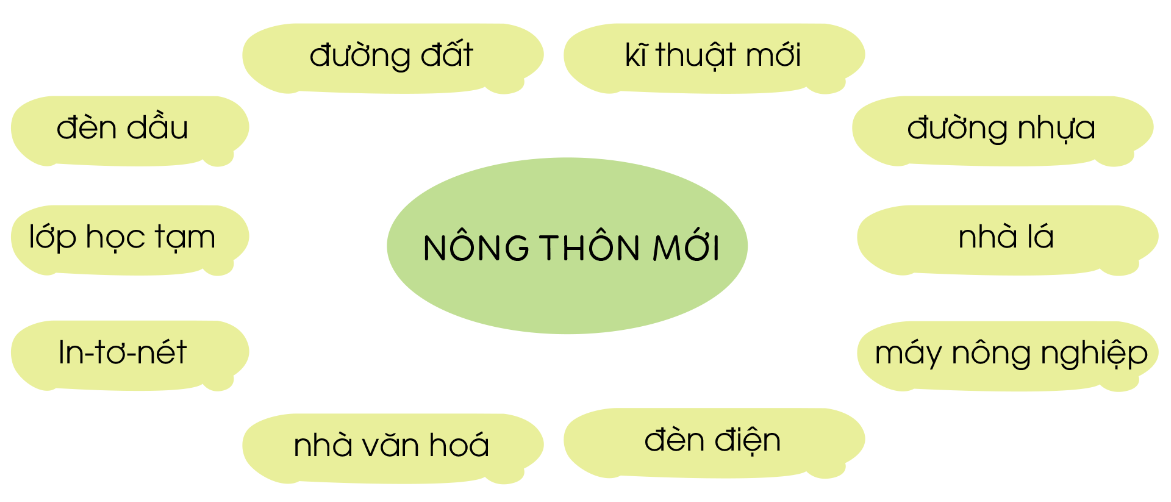 đường đất
kĩ thuật mới
đèn dầu
đường nhựa
lớp học tạm
NÔNG THÔN MỚI
nhà lá
In-tơ-nét
máy nông nghiệp
nhà văn hoá
đèn điện